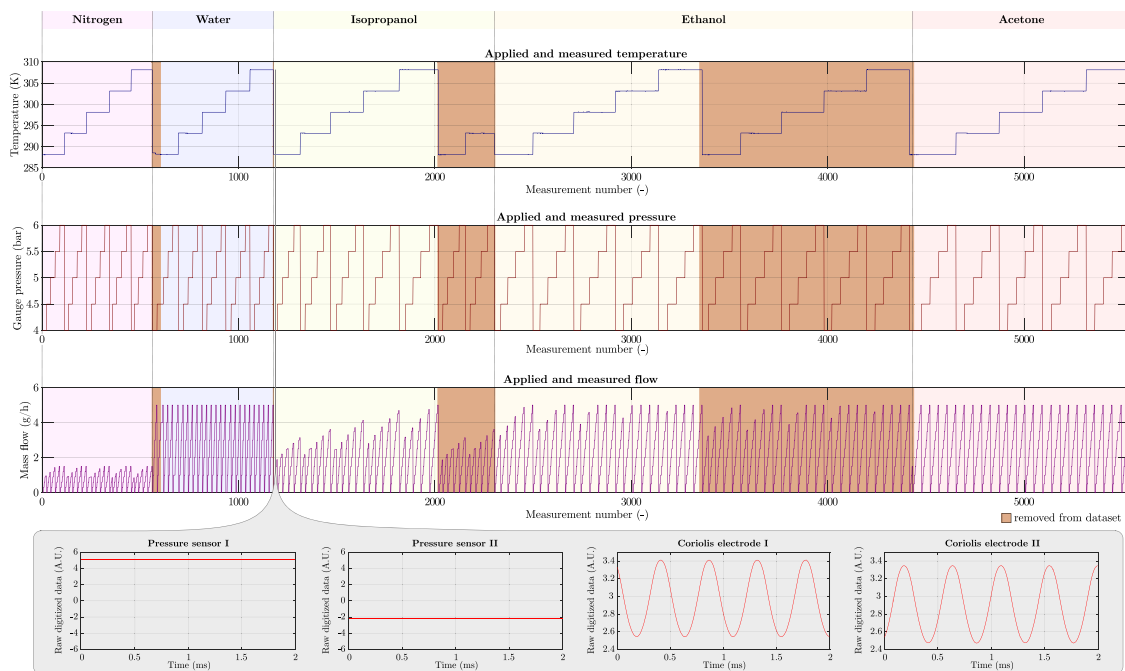 Nitrogen Water Isopropanol Ethanol Acetone
Applied and measured temperature
Temperature (K)
310
305
300
295
290
285
0 1000 2000 3000 4000 5000
Measurement number (-)
Applied and measured pressure
Gauge pressure (bar)
6
5.5
5
4.5
4
0 1000 2000 3000 4000 5000
Measurement number (-)
Applied and measured flow
Mass flow (g/h)
6
4
2
0
0 1000 2000 3000 4000 5000
Measurement number (-)
removed from dataset
Pressure sensor I
Raw digitized data (A.U.)
6
4
2
0
-2
-4
-6
0 0.5 1 1.5 2
Time (ms)
Pressure sensor II
Raw digitized data (A.U.)
6
4
2
0
-2
-4
-6
0 0.5 1 1.5 2
Time (ms)
Coriolis electrode I
Raw digitized data (A.U.)
3.4
3.2
3
2.8
2.6
2.4
0 0.5 1 1.5 2
Time (ms)
Coriolis electrode II
Raw digitized data (A.U.)
3.4
3.2
3
2.8
2.6
2.4
0 0.5 1 1.5 2
Time (ms)